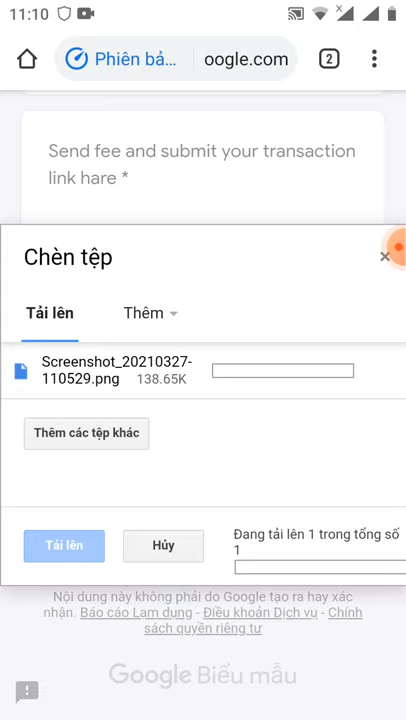 11:10
Phiên bả... oogle.com 2
Send fee and submit your transaction
link hare *
Chèn tệp ×
Tải lên Thêm
Screenshot_20210327-
110529.png 138.65K
Thêm các tệp khác
Tải lên Hủy
Đang tải lên 1 trong tổng số
1
Nội dung này không phải do Google tạo ra hay xác
nhận. Báo cáo Lạm dụng - Điều khoản Dịch vụ - Chính
sách quyền riêng tư
Google Biểu mẫu